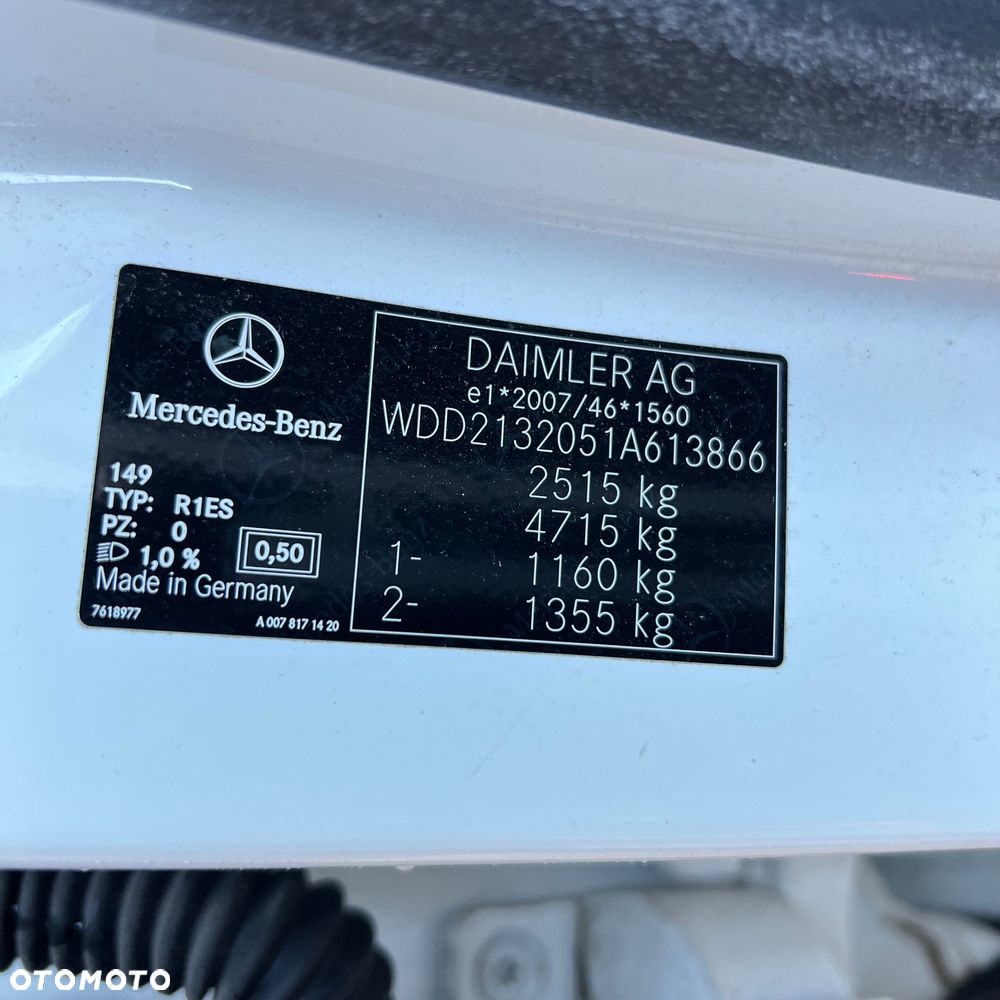 Mercedes-Benz
149
TYP: R1ES
PZ: 0
1,0 %
0,50
Made in Germany
7618977
A 007 817 14 20
DAIMLER AG
e1*2007/46*1560
WDD2132051A613866
2515 kg
4715 kg
1- 1160 kg
2- 1355 kg
OTOMOTO